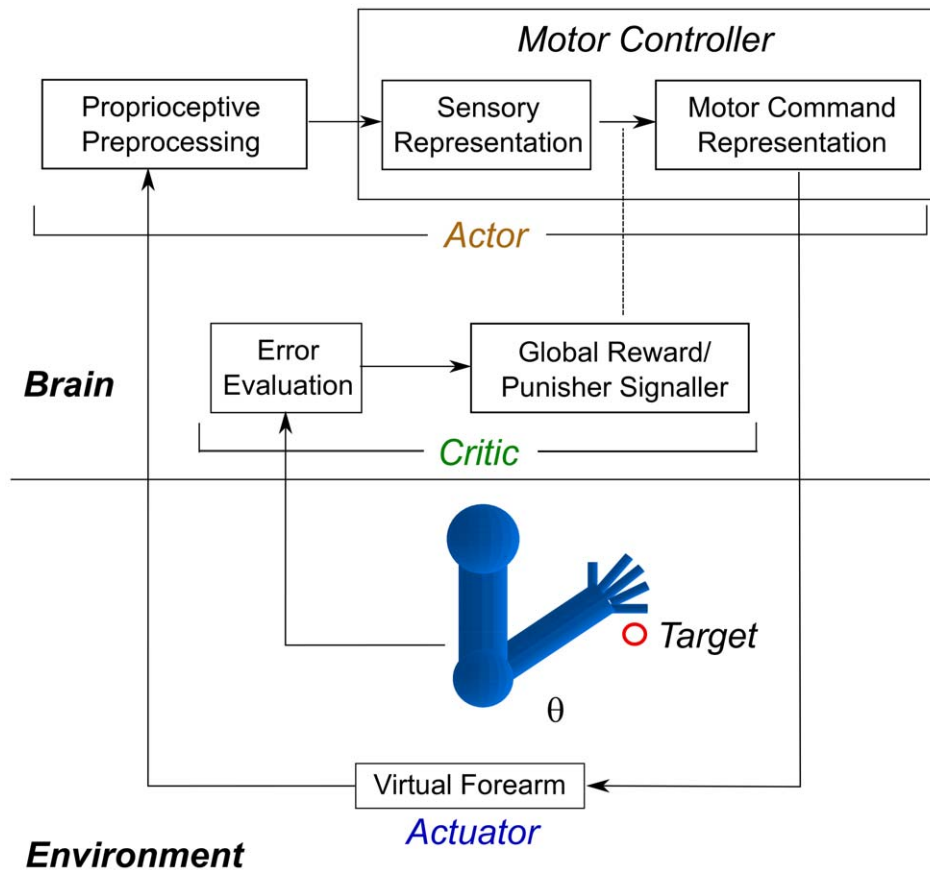 Motor Controller
Proprioceptive
Preprocessing
Sensory
Representation
Motor Command
Representation
Actor
Error
Evaluation
Global Reward/
Punisher Signaller
Brain
Critic
Target
θ
Virtual Forearm
Actuator
Environment